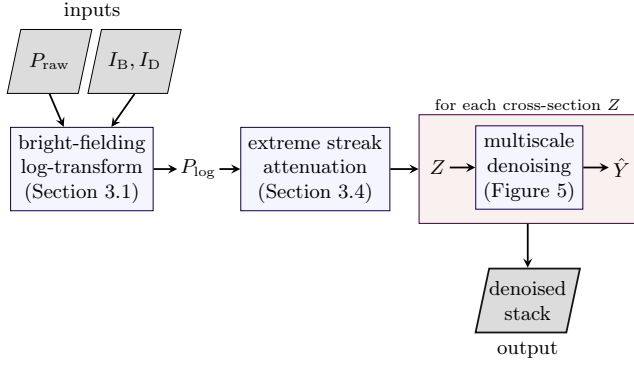 inputs
P_raw
I_B, I_D
for each cross-section Z
bright-fielding
log-transform
(Section 3.1)
P_log
extreme streak
attenuation
(Section 3.4)
Z
multiscale
denoising
(Figure 5)
Ŷ
denoised
stack
output